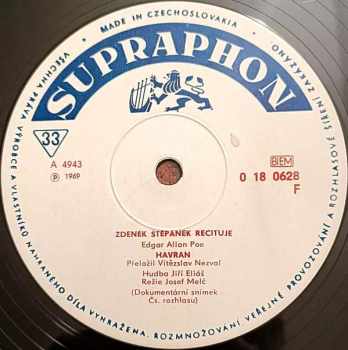 MADE IN CZECHOSLOVAKIA
SUPRAPHON
VŠECHNA PRÁVA VÝROBCE A VLASTNÍKŮ NAHRANÉHO DÍLA VYHRAŽENA. ROZMNOŽOVÁNÍ VEŘEJNÉ PROVOZOVÁNÍ A ROZHLASOVÉ ŠÍŘENÍ ZAKÁZÁNO
33
A 4943
℗ 1969
BIEM
0 18 0628
F
ZDENĚK ŠTĚPÁNEK RECITUJE
Edgar Allan Poe
HAVRAN
Přeložil Vítězslav Nezval
Hudba Jiří Eliáš
Režie Josef Melč
(Dokumentární snímek
Čs. rozhlasu)